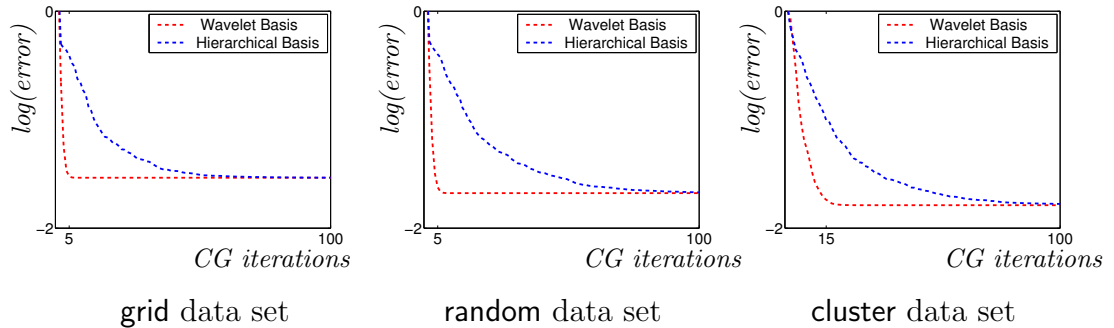 0
Wavelet Basis
Hierarchical Basis
log(error)
−2
5
100
CG iterations
grid data set
0
Wavelet Basis
Hierarchical Basis
log(error)
−2
5
100
CG iterations
random data set
0
Wavelet Basis
Hierarchical Basis
log(error)
−2
15
100
CG iterations
cluster data set